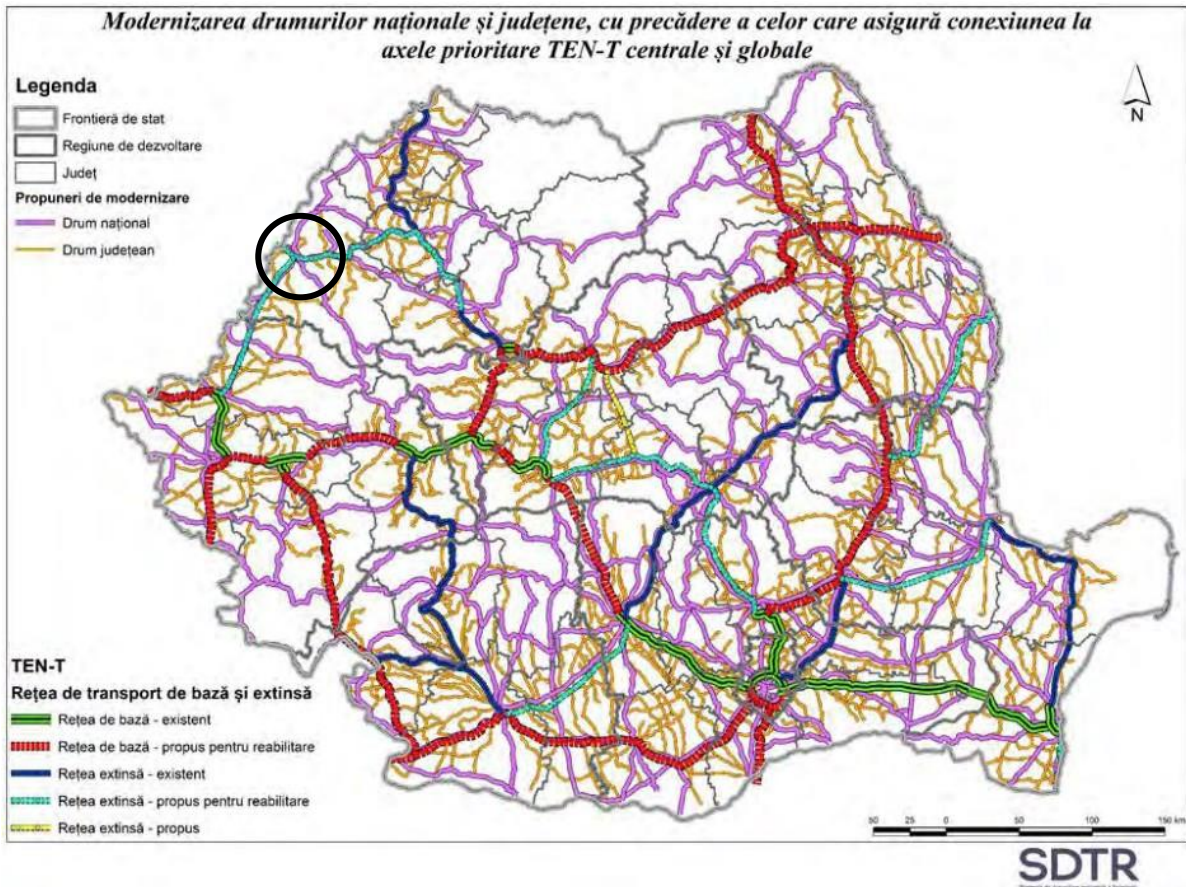 Modernizarea drumurilor naționale și județene, cu precădere a celor care asigură conexiunea la
axele prioritare TEN-T centrale și globale
Legenda
Frontieră de stat
Regiune de dezvoltare
Județ
Propuneri de modernizare
Drum național
Drum județean
N
TEN-T
Rețea de transport de bază și extinsă
Rețea de bază - existent
Rețea de bază - propus pentru reabilitare
Rețea extinsă - existent
Rețea extinsă - propus pentru reabilitare
Rețea extinsă - propus
50 25 0 50 100 150 km
SDTR